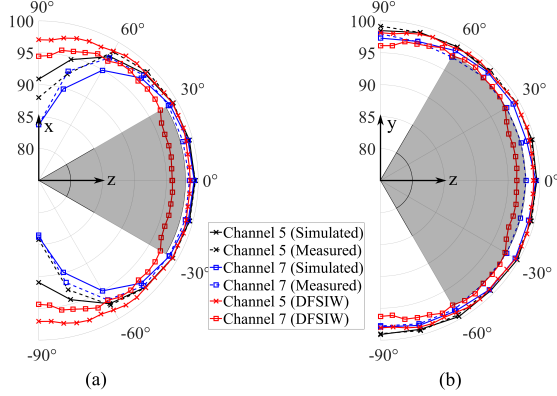 90°
100
60°
95
90
30°
85
x
80
z
0°
-30°
-60°
-90°
(a)
90°
100
60°
95
90
30°
85
y
80
z
0°
-30°
-60°
-90°
(b)
Channel 5 (Simulated)
Channel 5 (Measured)
Channel 7 (Simulated)
Channel 7 (Measured)
Channel 5 (DFSIW)
Channel 7 (DFSIW)